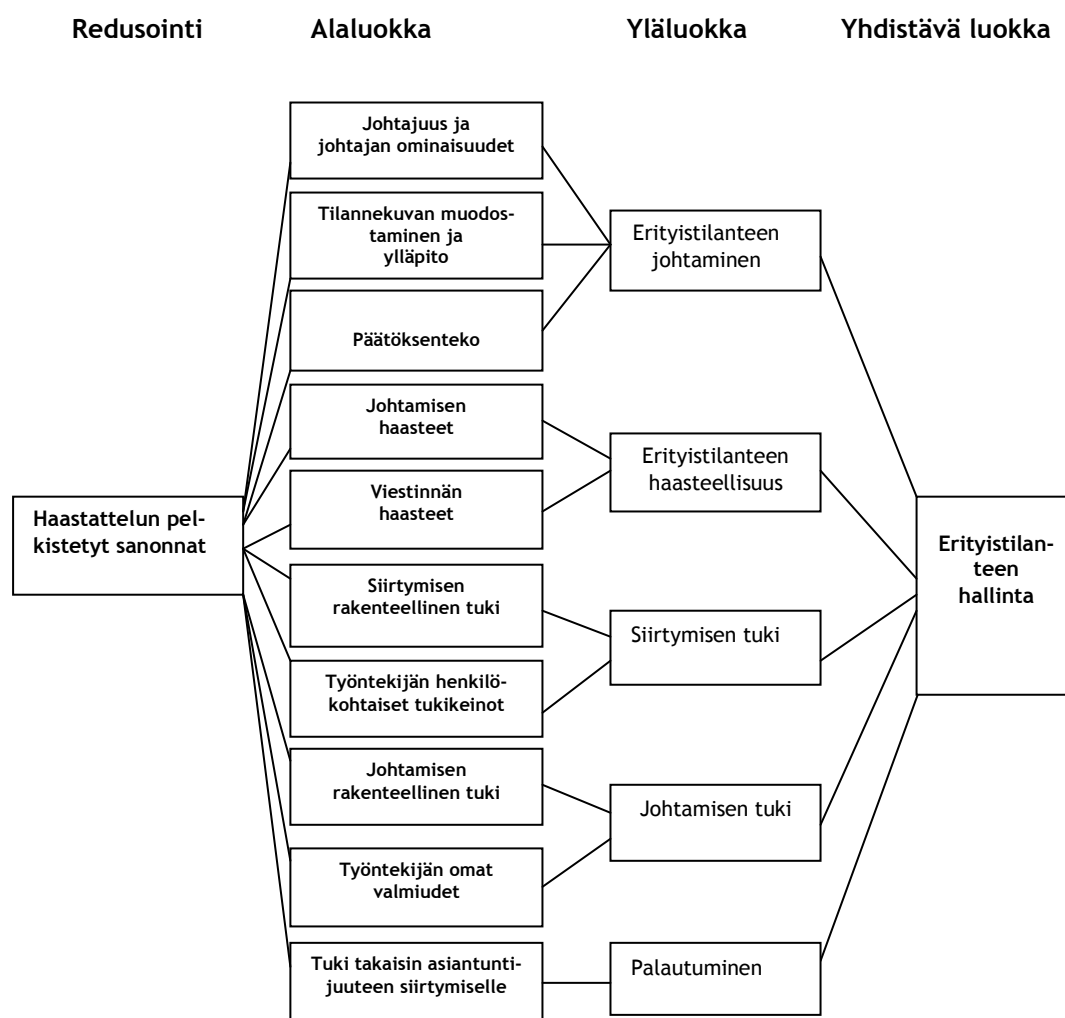 Redusointi
Alaluokka
Yläluokka
Yhdistävä luokka
Haastattelun pel-
kistetyt sanonnat
Johtajuus ja
johtajan ominaisuudet
Tilannekuvan muodos-
taminen ja
ylläpito
Päätöksenteko
Johtamisen
haasteet
Viestinnän
haasteet
Siirtymisen
rakenteellinen tuki
Työntekijän henkilö-
kohtaiset tukikeinot
Johtamisen
rakenteellinen tuki
Työntekijän omat
valmiudet
Tuki takaisin asiantunti-
juuteen siirtymiselle
Erityistilanteen
johtaminen
Erityistilanteen
haasteellisuus
Siirtymisen tuki
Johtamisen tuki
Palautuminen
Erityistilan-
teen
hallinta